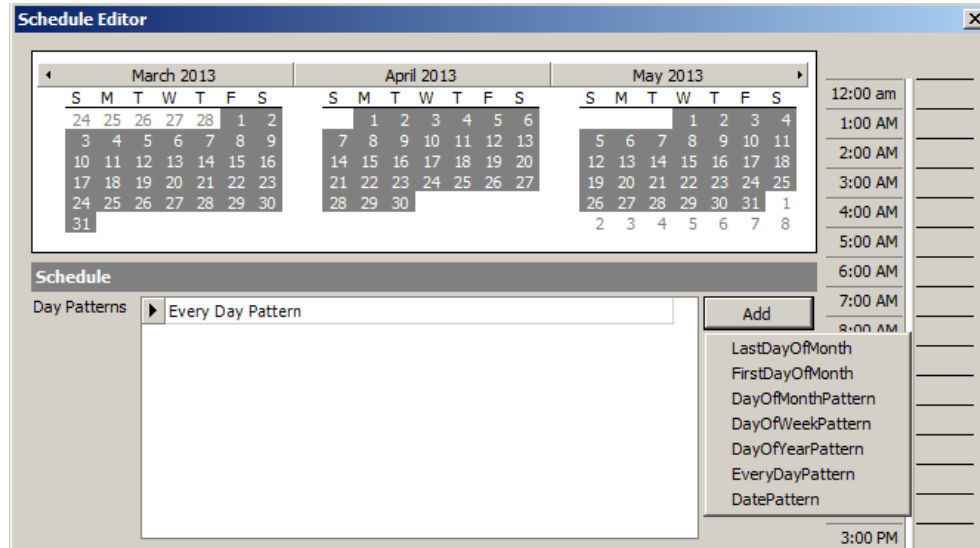 Schedule Editor
March 2013 April 2013 May 2013
S M T W T F S S M T W T F S S M T W T F S
24 25 26 27 28 1 2 1 2 3 4 5 6 1 2 3 4
3 4 5 6 7 8 9 7 8 9 10 11 12 13 5 6 7 8 9 10 11
10 11 12 13 14 15 16 14 15 16 17 18 19 20 12 13 14 15 16 17 18
17 18 19 20 21 22 23 21 22 23 24 25 26 27 19 20 21 22 23 24 25
24 25 26 27 28 29 30 28 29 30 26 27 28 29 30 31 1
31 2 3 4 5 6 7 8
Schedule
Day Patterns Every Day Pattern Add
LastDayOfMonth
FirstDayOfMonth
DayOfMonthPattern
DayOfWeekPattern
DayOfYearPattern
EveryDayPattern
DatePattern
12:00 am
1:00 AM
2:00 AM
3:00 AM
4:00 AM
5:00 AM
6:00 AM
7:00 AM
8:00 AM
3:00 PM